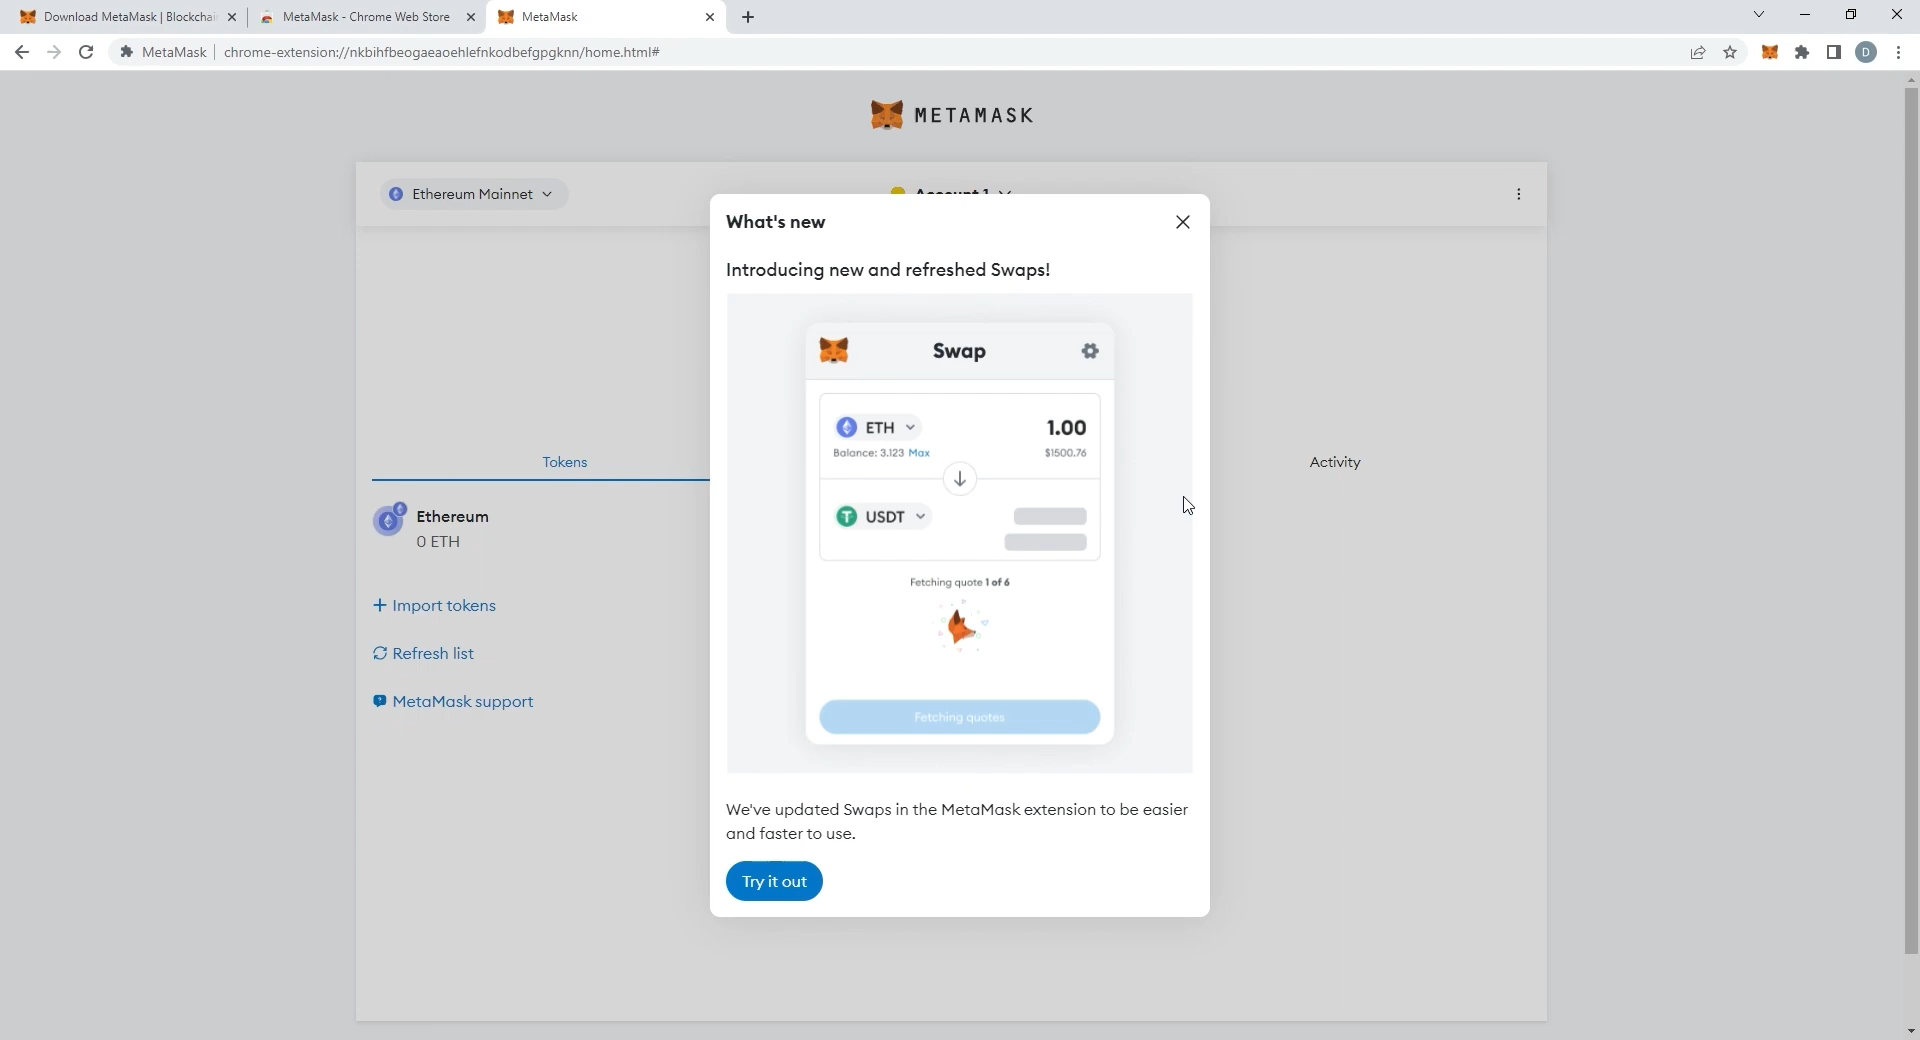 Download MetaMask | Blockchain
MetaMask - Chrome Web Store
MetaMask
MetaMask
chrome-extension://nkbihfbeogaeaoehlefnkodbefgpgknn/home.html#
D
METAMASK
Ethereum Mainnet
Account 1
What's new
Introducing new and refreshed Swaps!
Swap
ETH
1.00
Balance: 3.123 Max
$1500.76
USDT
Fetching quote 1 of 6
Fetching quotes
We've updated Swaps in the MetaMask extension to be easier
and faster to use.
Try it out
Tokens
Activity
Ethereum
0 ETH
Import tokens
Refresh list
MetaMask support